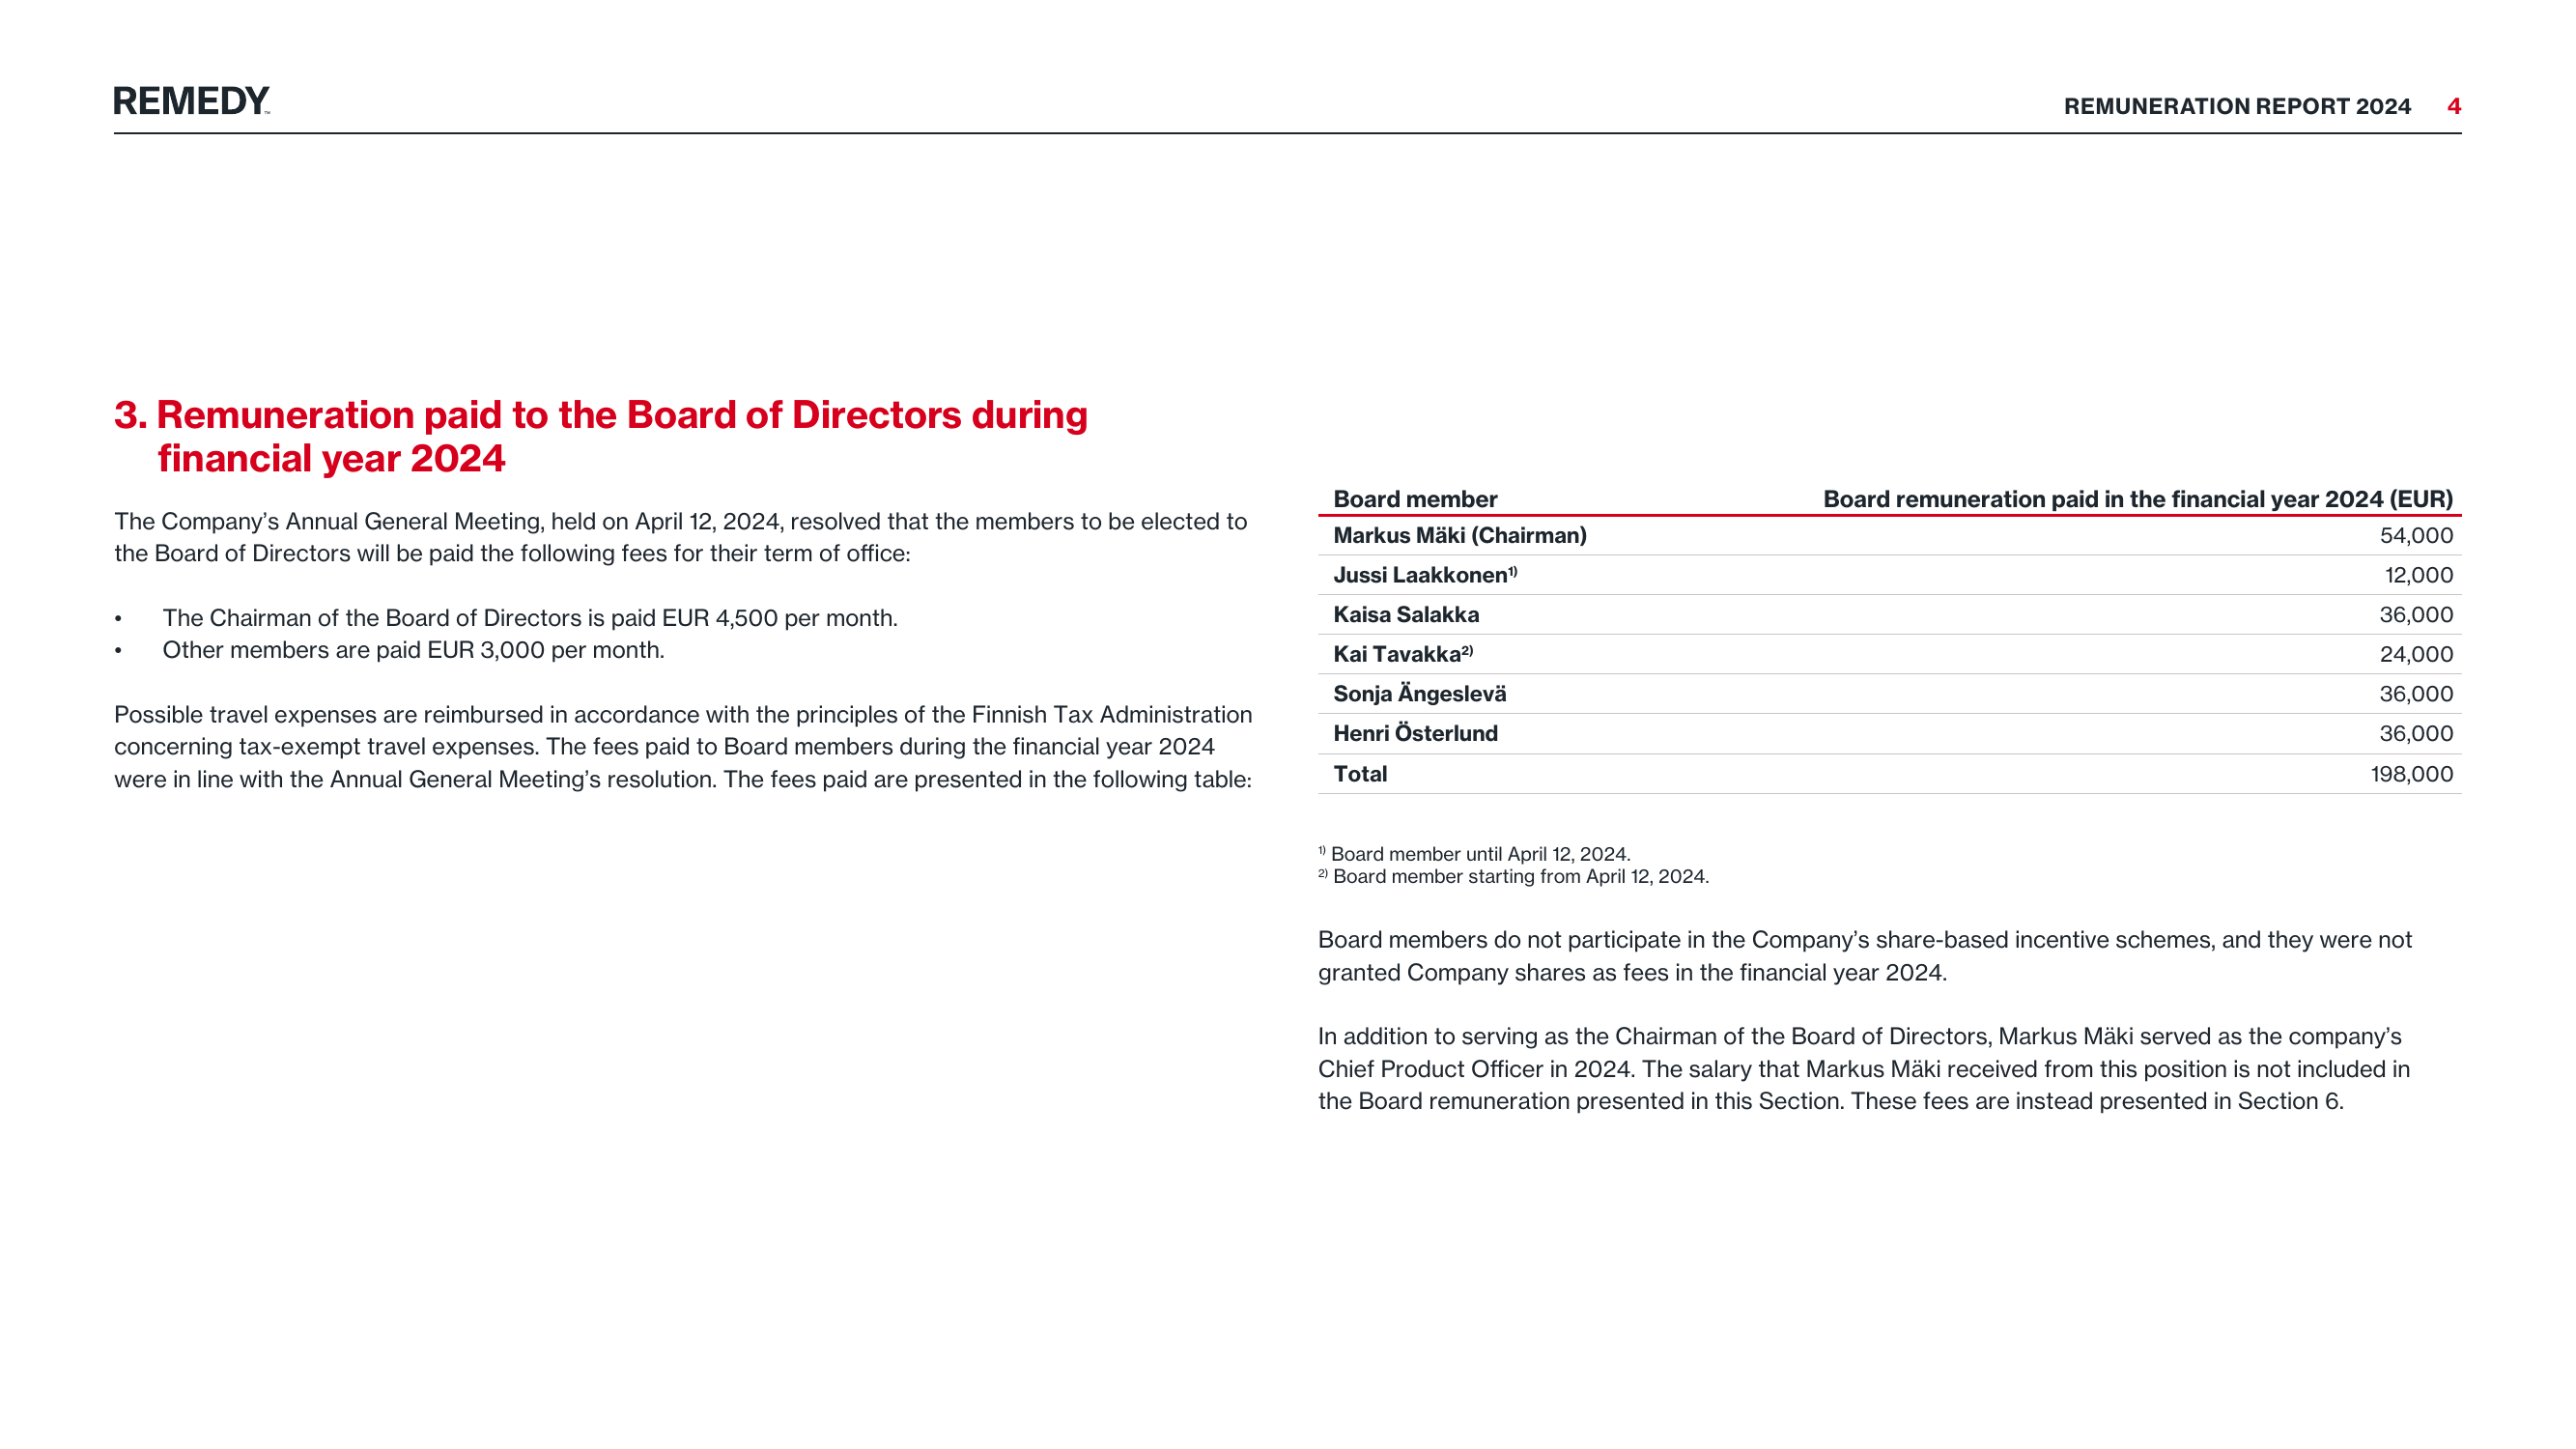 REMEDY™
REMUNERATION REPORT 2024 4
3. Remuneration paid to the Board of Directors during
financial year 2024
The Company’s Annual General Meeting, held on April 12, 2024, resolved that the members to be elected to
the Board of Directors will be paid the following fees for their term of office:
• The Chairman of the Board of Directors is paid EUR 4,500 per month.
• Other members are paid EUR 3,000 per month.
Possible travel expenses are reimbursed in accordance with the principles of the Finnish Tax Administration
concerning tax-exempt travel expenses. The fees paid to Board members during the financial year 2024
were in line with the Annual General Meeting’s resolution. The fees paid are presented in the following table:
Board member Board remuneration paid in the financial year 2024 (EUR)
Markus Mäki (Chairman) 54,000
Jussi Laakkonen1) 12,000
Kaisa Salakka 36,000
Kai Tavakka2) 24,000
Sonja Ängeslevä 36,000
Henri Österlund 36,000
Total 198,000
1) Board member until April 12, 2024.
2) Board member starting from April 12, 2024.
Board members do not participate in the Company’s share-based incentive schemes, and they were not
granted Company shares as fees in the financial year 2024.
In addition to serving as the Chairman of the Board of Directors, Markus Mäki served as the company’s
Chief Product Officer in 2024. The salary that Markus Mäki received from this position is not included in
the Board remuneration presented in this Section. These fees are instead presented in Section 6.